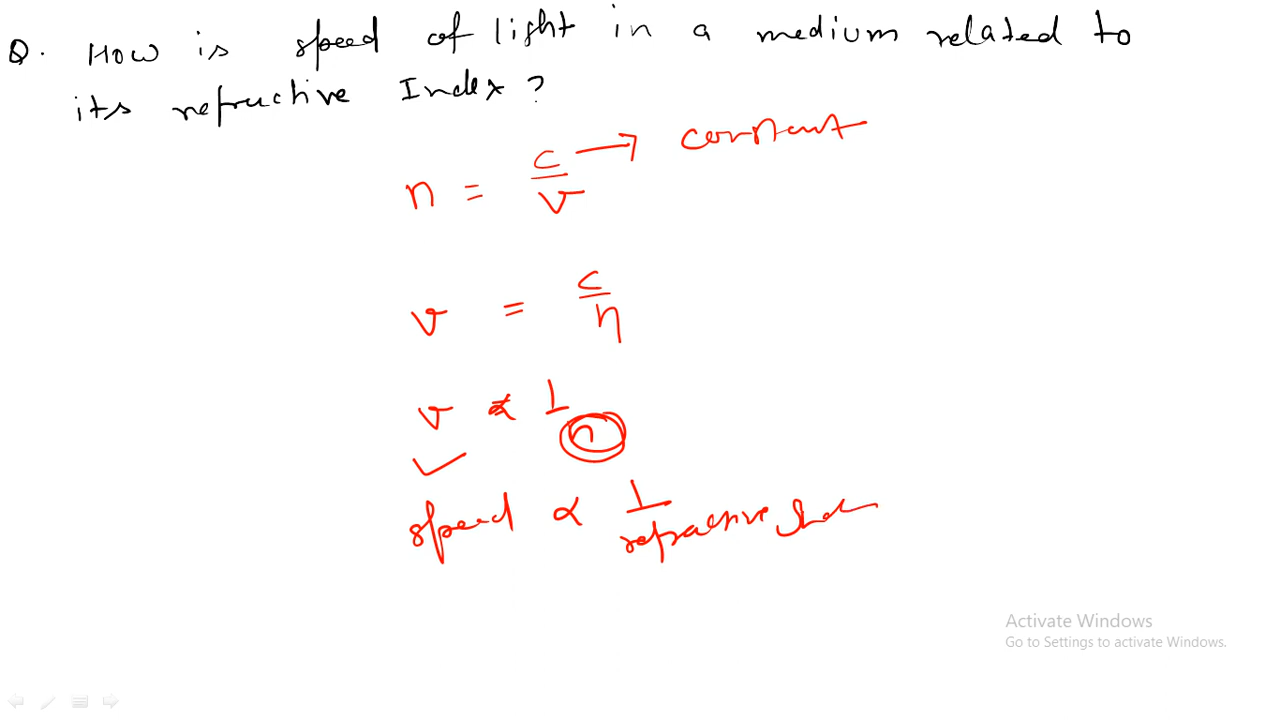 Q. How is speed of light in a medium related to
its refractive Index?
n = c/v → constant
v = c/n
v ∝ 1/n
speed ∝ 1/refractive
Activate Windows
Go to Settings to activate Windows.